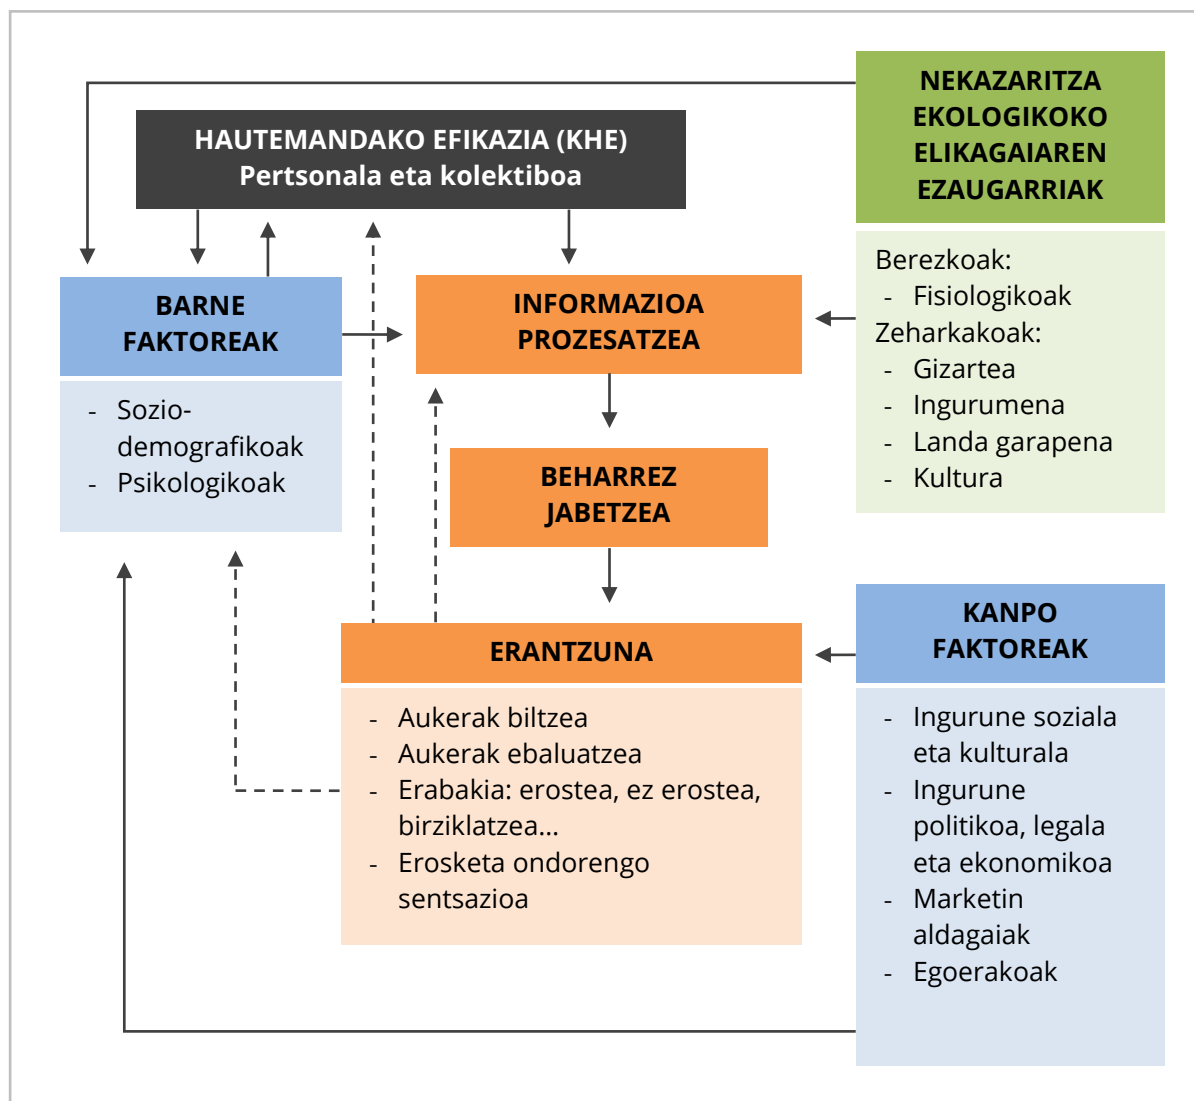 HAUTEMANDAKO EFIKAZIA (KHE)
Pertsonala eta kolektiboa
NEKAZARITZA
EKOLOGIKOKO
ELIKAGAIAREN
EZAUGARRIAK
Berezkoak:
- Fisiologikoak
Zeharkakoak:
- Gizartea
- Ingurumena
- Landa garapena
- Kultura
BARNE
FAKTOREAK
- Sozio-
demografikoak
- Psikologikoak
INFORMAZIOA
PROZESATZEA
BEHARREZ
JABETZEA
ERANTZUNA
- Aukerak biltzea
- Aukerak ebaluatzea
- Erabakia: erostea, ez erostea,
birziklatzea...
- Erosketa ondorengo
sentsazioa
KANPO
FAKTOREAK
- Ingurune soziala
eta kulturala
- Ingurune
politikoa, legala
eta ekonomikoa
- Marketin
aldagaiak
- Egoerakoak